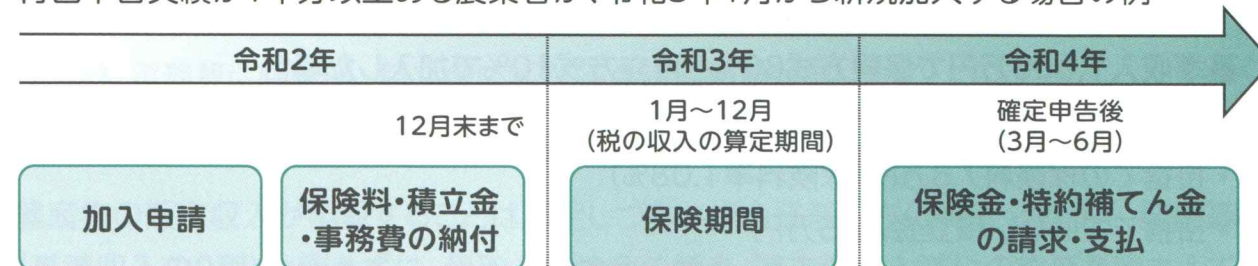 令和2年
令和3年
令和4年
12月末まで
1月～12月
(税の収入の算定期間)
確定申告後
(3月～6月)
加入申請
保険料・積立金
・事務費の納付
保険期間
保険金・特約補てん金
の請求・支払